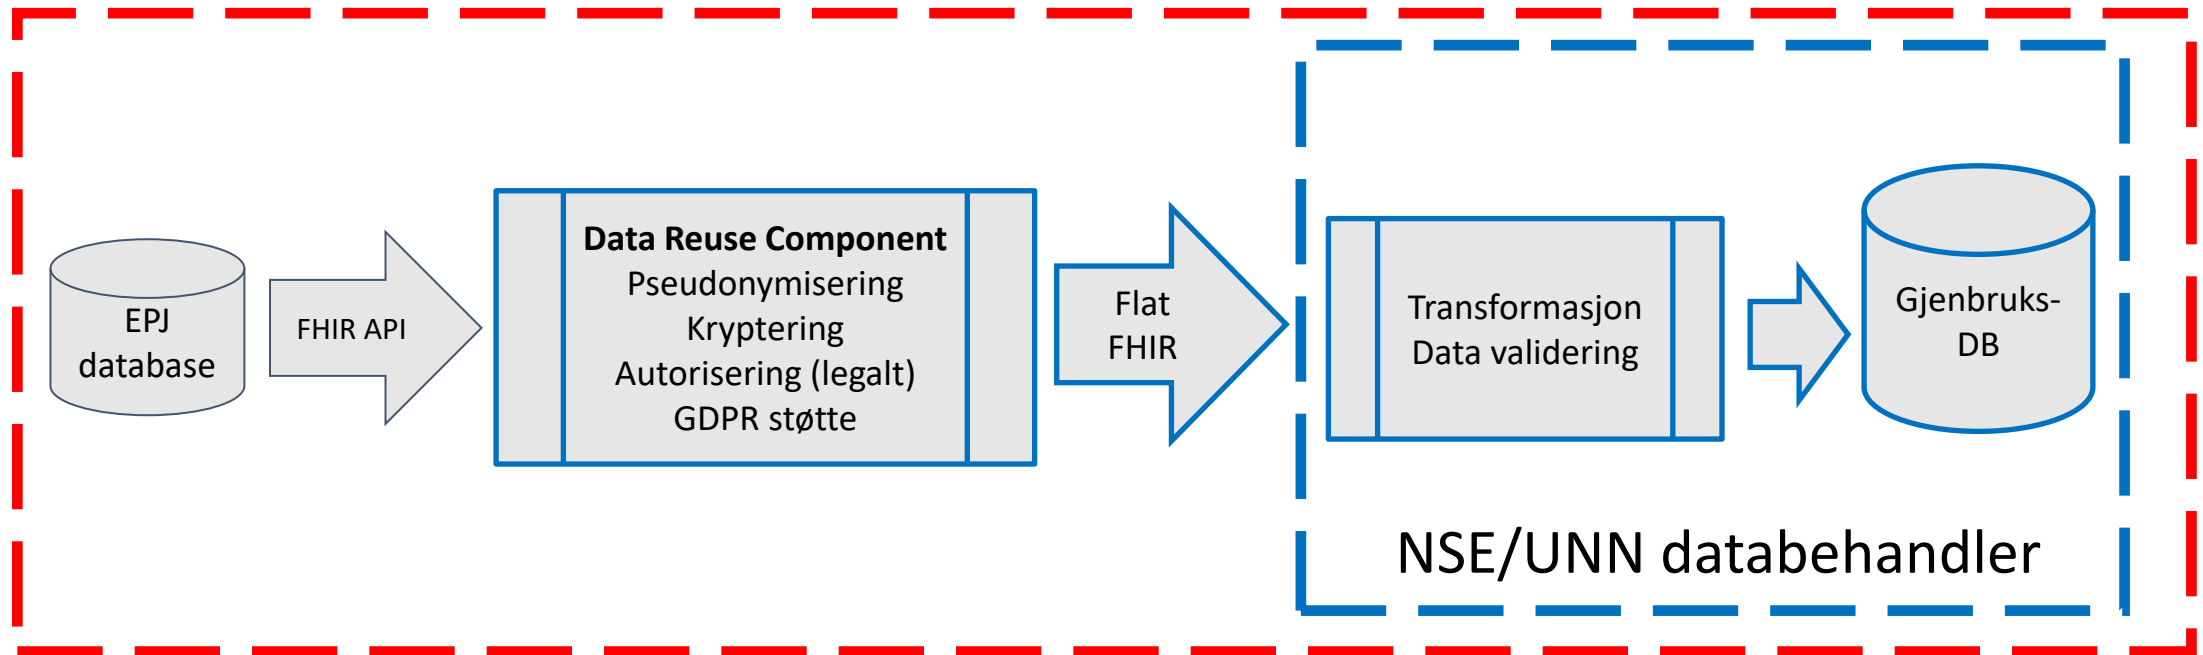 EPJ
database
FHIR API
Data Reuse Component
Pseudonymisering
Kryptering
Autorisering (legalt)
GDPR støtte
Flat
FHIR
Transformasjon
Data validering
Gjenbruks-
DB
NSE/UNN databehandler